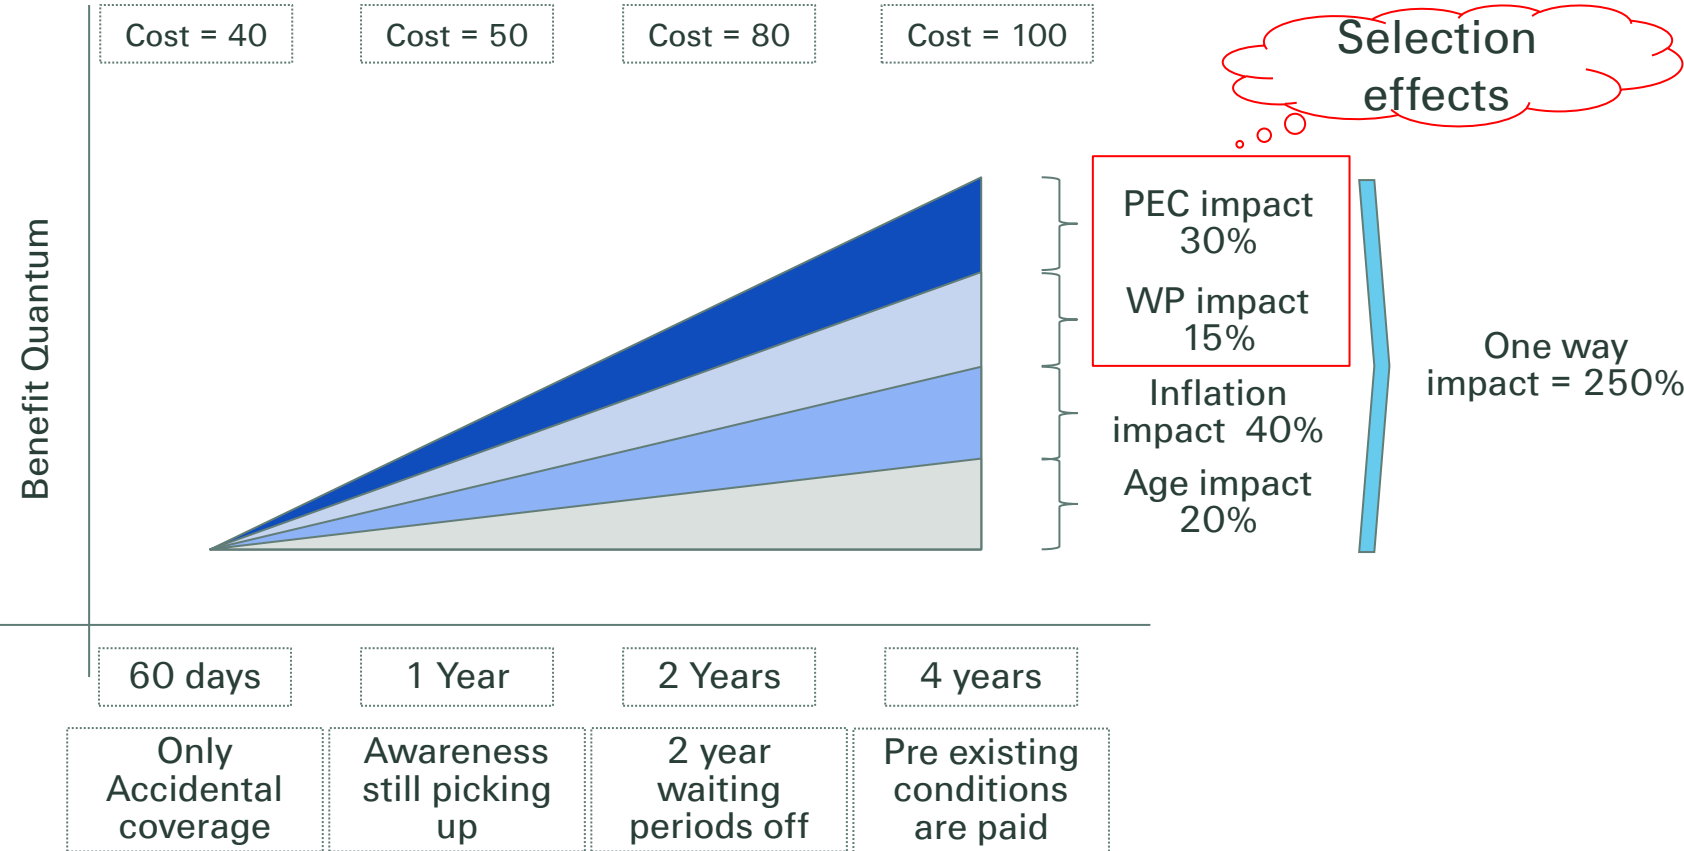 Cost = 40
Cost = 50
Cost = 80
Cost = 100
Selection
effects
Benefit Quantum
PEC impact
30%
WP impact
15%
Inflation
impact 40%
Age impact
20%
One way
impact = 250%
60 days
1 Year
2 Years
4 years
Only
Accidental
coverage
Awareness
still picking
up
2 year
waiting
periods off
Pre existing
conditions
are paid